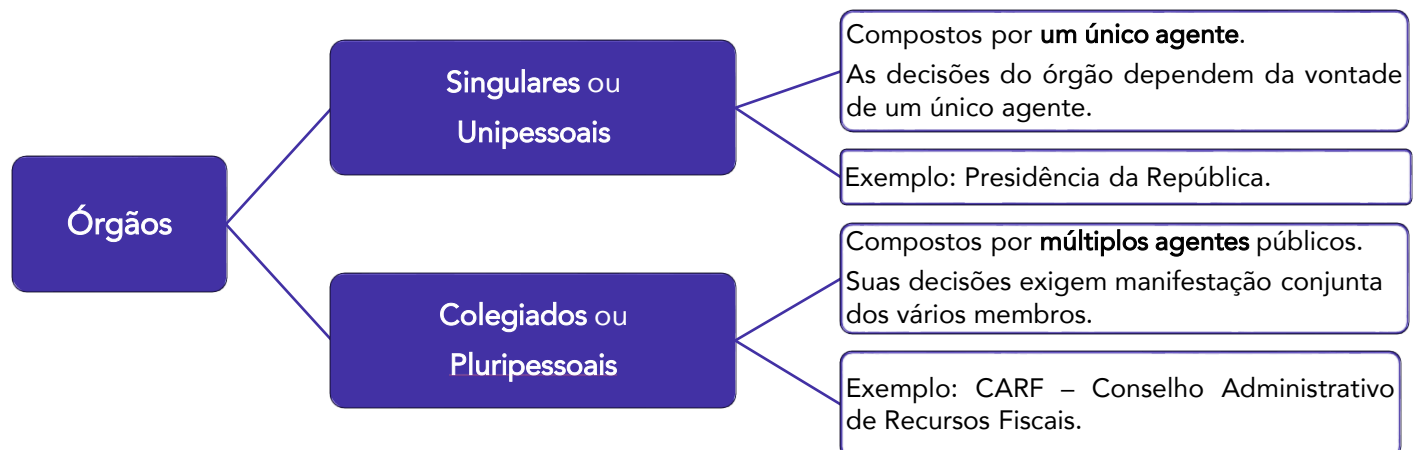 Órgãos
Singulares ou
Unipessoais
Compostos por um único agente.
As decisões do órgão dependem da vontade
de um único agente.
Exemplo: Presidência da República.
Colegiados ou
Pluripessoais
Compostos por múltiplos agentes públicos.
Suas decisões exigem manifestação conjunta
dos vários membros.
Exemplo: CARF – Conselho Administrativo
de Recursos Fiscais.